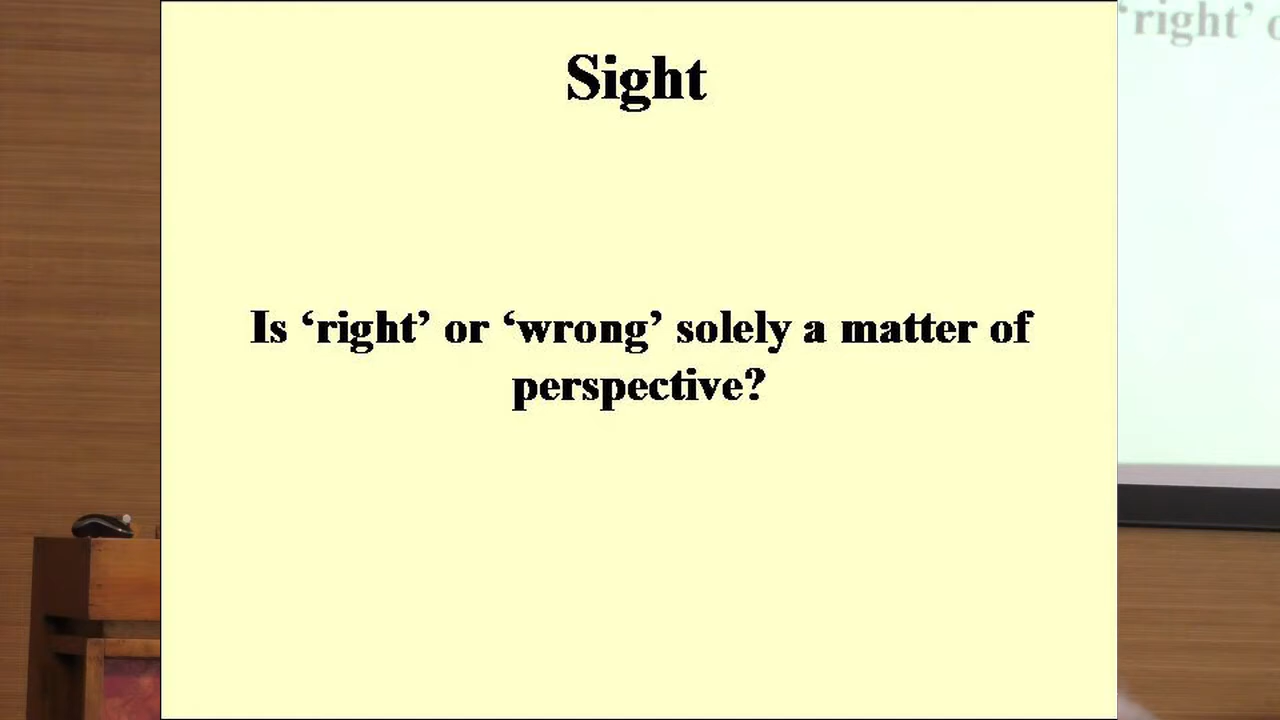 Sight
Is ‘right’ or ‘wrong’ solely a matter of
perspective?
‘right’ o